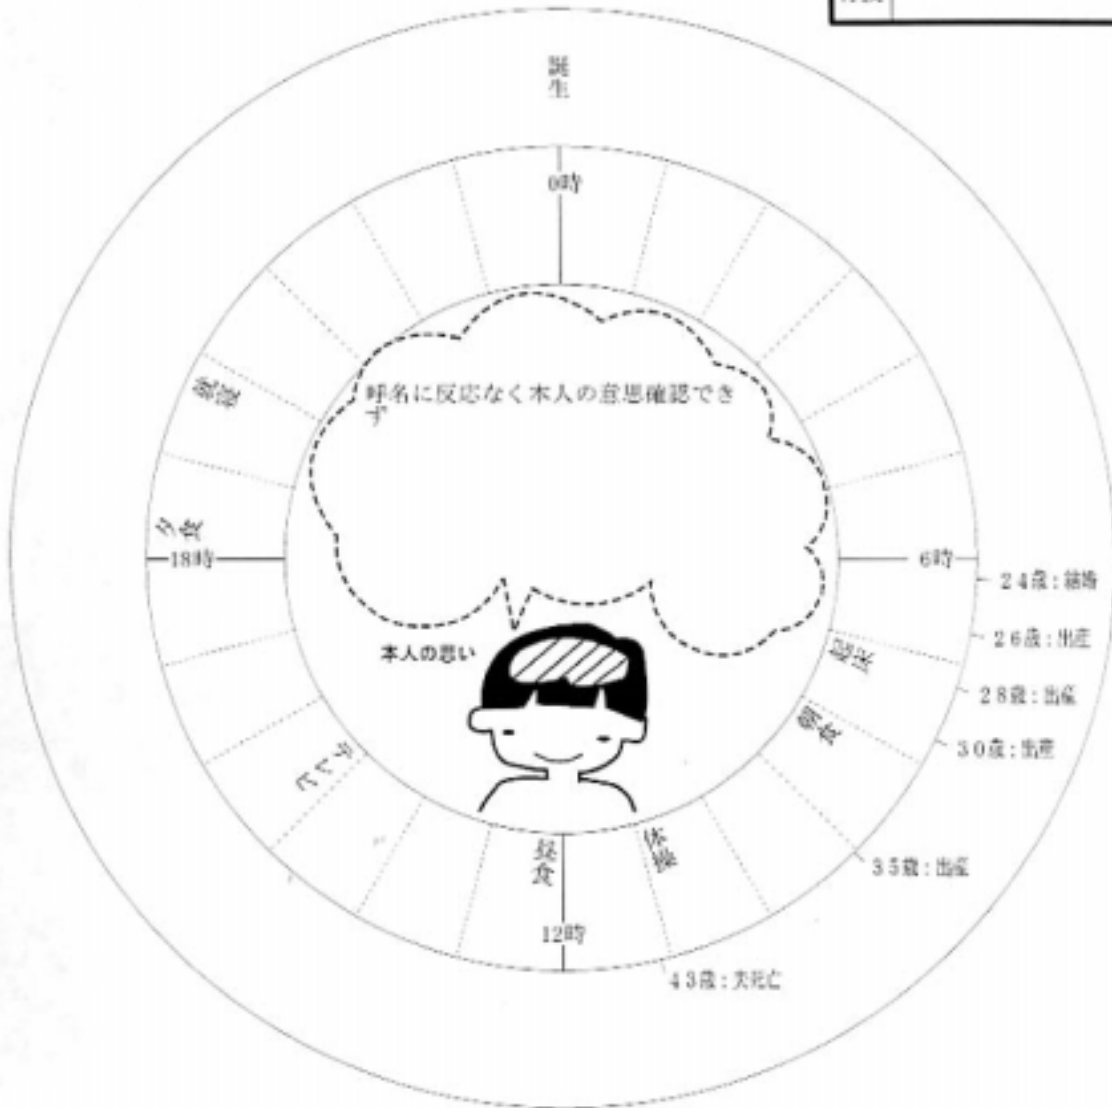 誕生
0時
呼名に反応なく本人の意思確認でき
ず
就寝
夕食
18時
6時
24歳：結婚
26歳：出産
28歳：出産
30歳：出産
35歳：出産
43歳：夫死亡
起床
朝食
本人の思い
テレビ
体操
昼食
12時